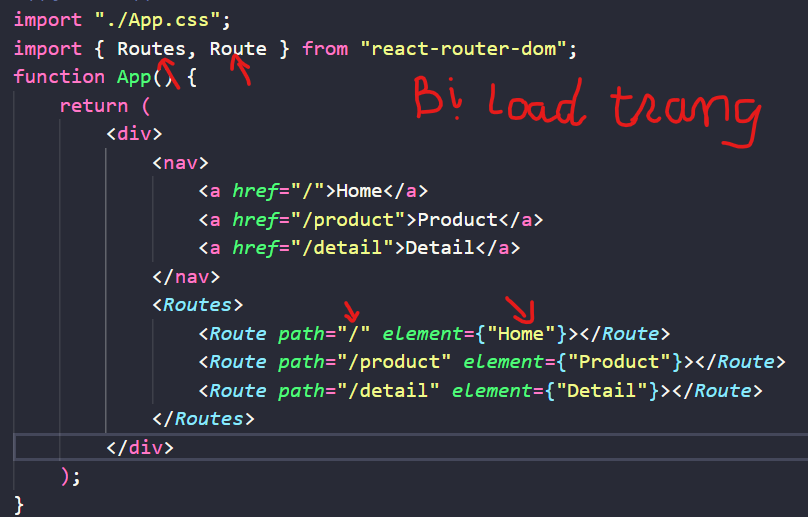 import "./App.css";
import { Routes, Route } from "react-router-dom";
function App() {
return (
Bị load trang
<div>
<nav>
<a href="/">Home</a>
<a href="/product">Product</a>
<a href="/detail">Detail</a>
</nav>
<Routes>
<Route path="/" element={"Home"}></Route>
<Route path="/product" element={"Product"}></Route>
<Route path="/detail" element={"Detail"}></Route>
</Routes>
</div>
);
}